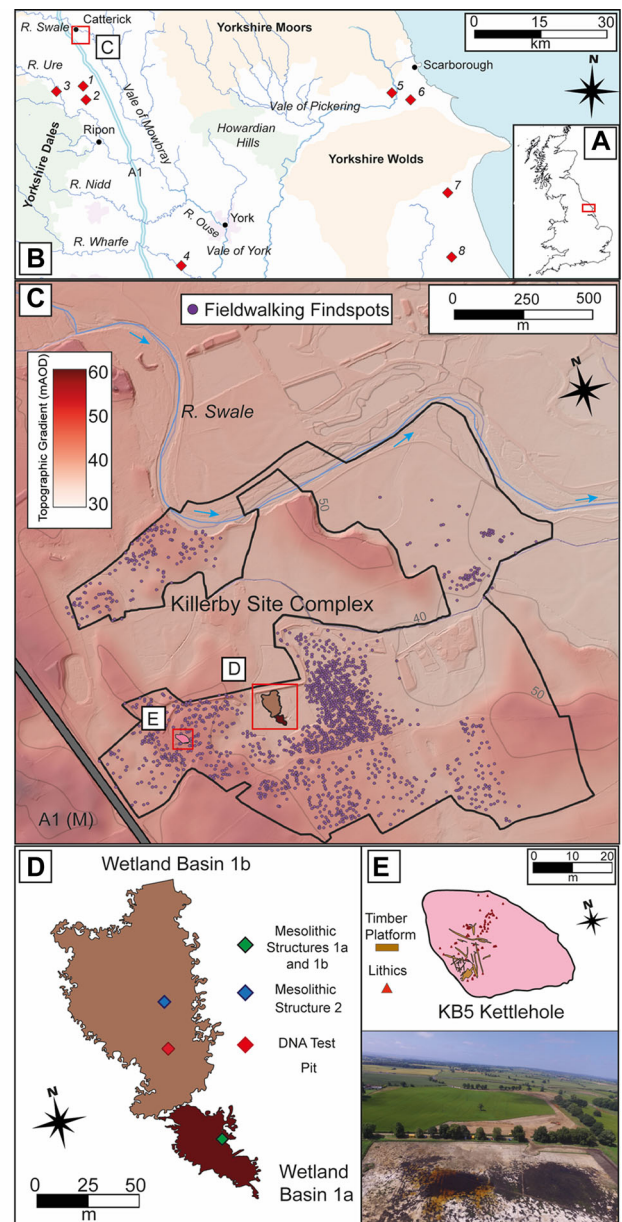 R. Swale
Catterick
C
Yorkshire Moors
0 15 30
km
N
R. Ure
3
1
2
Vale of Mowbray
Scarborough
5
6
Vale of Pickering
Ripon
Howardian
Hills
A
Yorkshire Dales
A1
Yorkshire Wolds
R. Nidd
7
R. Ouse
York
R. Wharfe
4
Vale of York
8
B
C
Fieldwalking Findspots
0 250 500
m
N
Topographic Gradient (mAOD)
60
50
40
30
R. Swale
50
Killerby Site Complex
40
D
50
E
A1 (M)
D
Wetland Basin 1b
Mesolithic
Structures 1a
and 1b
Mesolithic
Structure 2
DNA Test
Pit
N
Wetland
Basin 1a
0 25 50
m
E
0 10 20
m
N
Timber
Platform
Lithics
KB5 Kettlehole